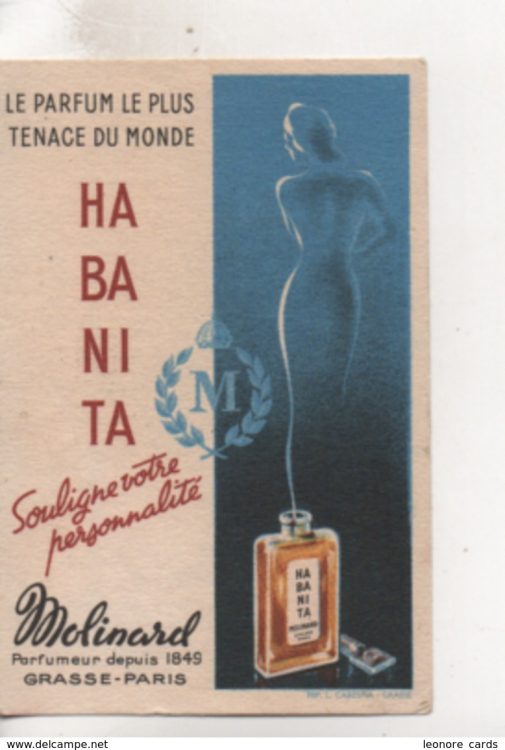 LE PARFUM LE PLUS
TENACE DU MONDE
HA
BA
NI
TA
M
Souligne votre
personnalité
HA
BA
NI
TA
MOLINARD
Molinard
Parfumeur depuis 1849
GRASSE-PARIS
GRASSE
www.delcampe.net
leonore cards